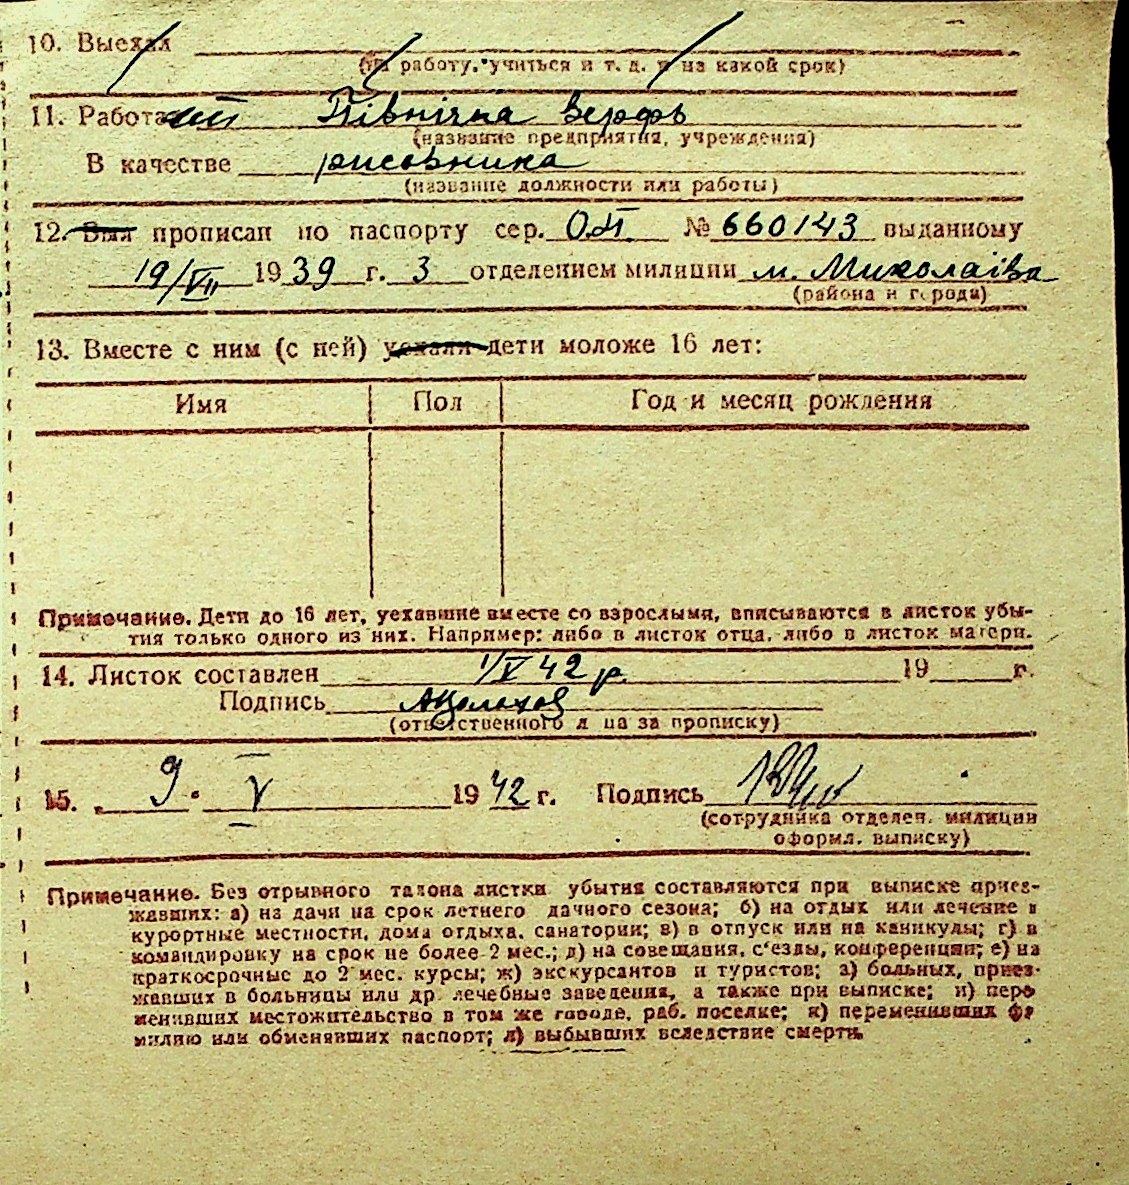 10. Выехал
(на работу, учиться и т. д. и на какой срок)
11. Работает Північна Верфь
(название предприятия, учреждения)
В качестве рисовника
(название должности или работы)
12. Был прописан по паспорту сер. О.П. № 660143 выданному
19/VII 1939 г. 3 отделением милиции м. Миколаїва
(района и города)
13. Вместе с ним (с ней) уехали дети моложе 16 лет:
Имя Пол Год и месяц рождения
Примечание. Дети до 16 лет, уехавшие вместе со взрослыми, вписываются в листок убы-
тия только одного из них. Например: либо в листок отца, либо в листок матери.
14. Листок составлен 1/V 42 р. 19 г.
Подпись
(ответственного лица за прописку)
15. 9. V 1942 г. Подпись
(сотрудника отделен. милиции
оформл. выписку)
Примечание. Без отрывного талона листки убытия составляются при выписке приез-
жавших: а) на дачи на срок летнего дачного сезона; б) на отдых или лечение в
курортные местности, дома отдыха, санатории; в) в отпуск или на каникулы; г) в
командировку на срок не более 2 мес.; д) на совещания, с'езды, конференции; е) на
краткосрочные до 2 мес. курсы; ж) экскурсантов и туристов; з) больных, приез-
жавших в больницы или др. лечебные заведения, а также при выписке; и) пере
менивших местожительство в том же городе, раб. поселке; к) переменивших фа
милию или обменявших паспорт; л) выбывших вследствие смерти.